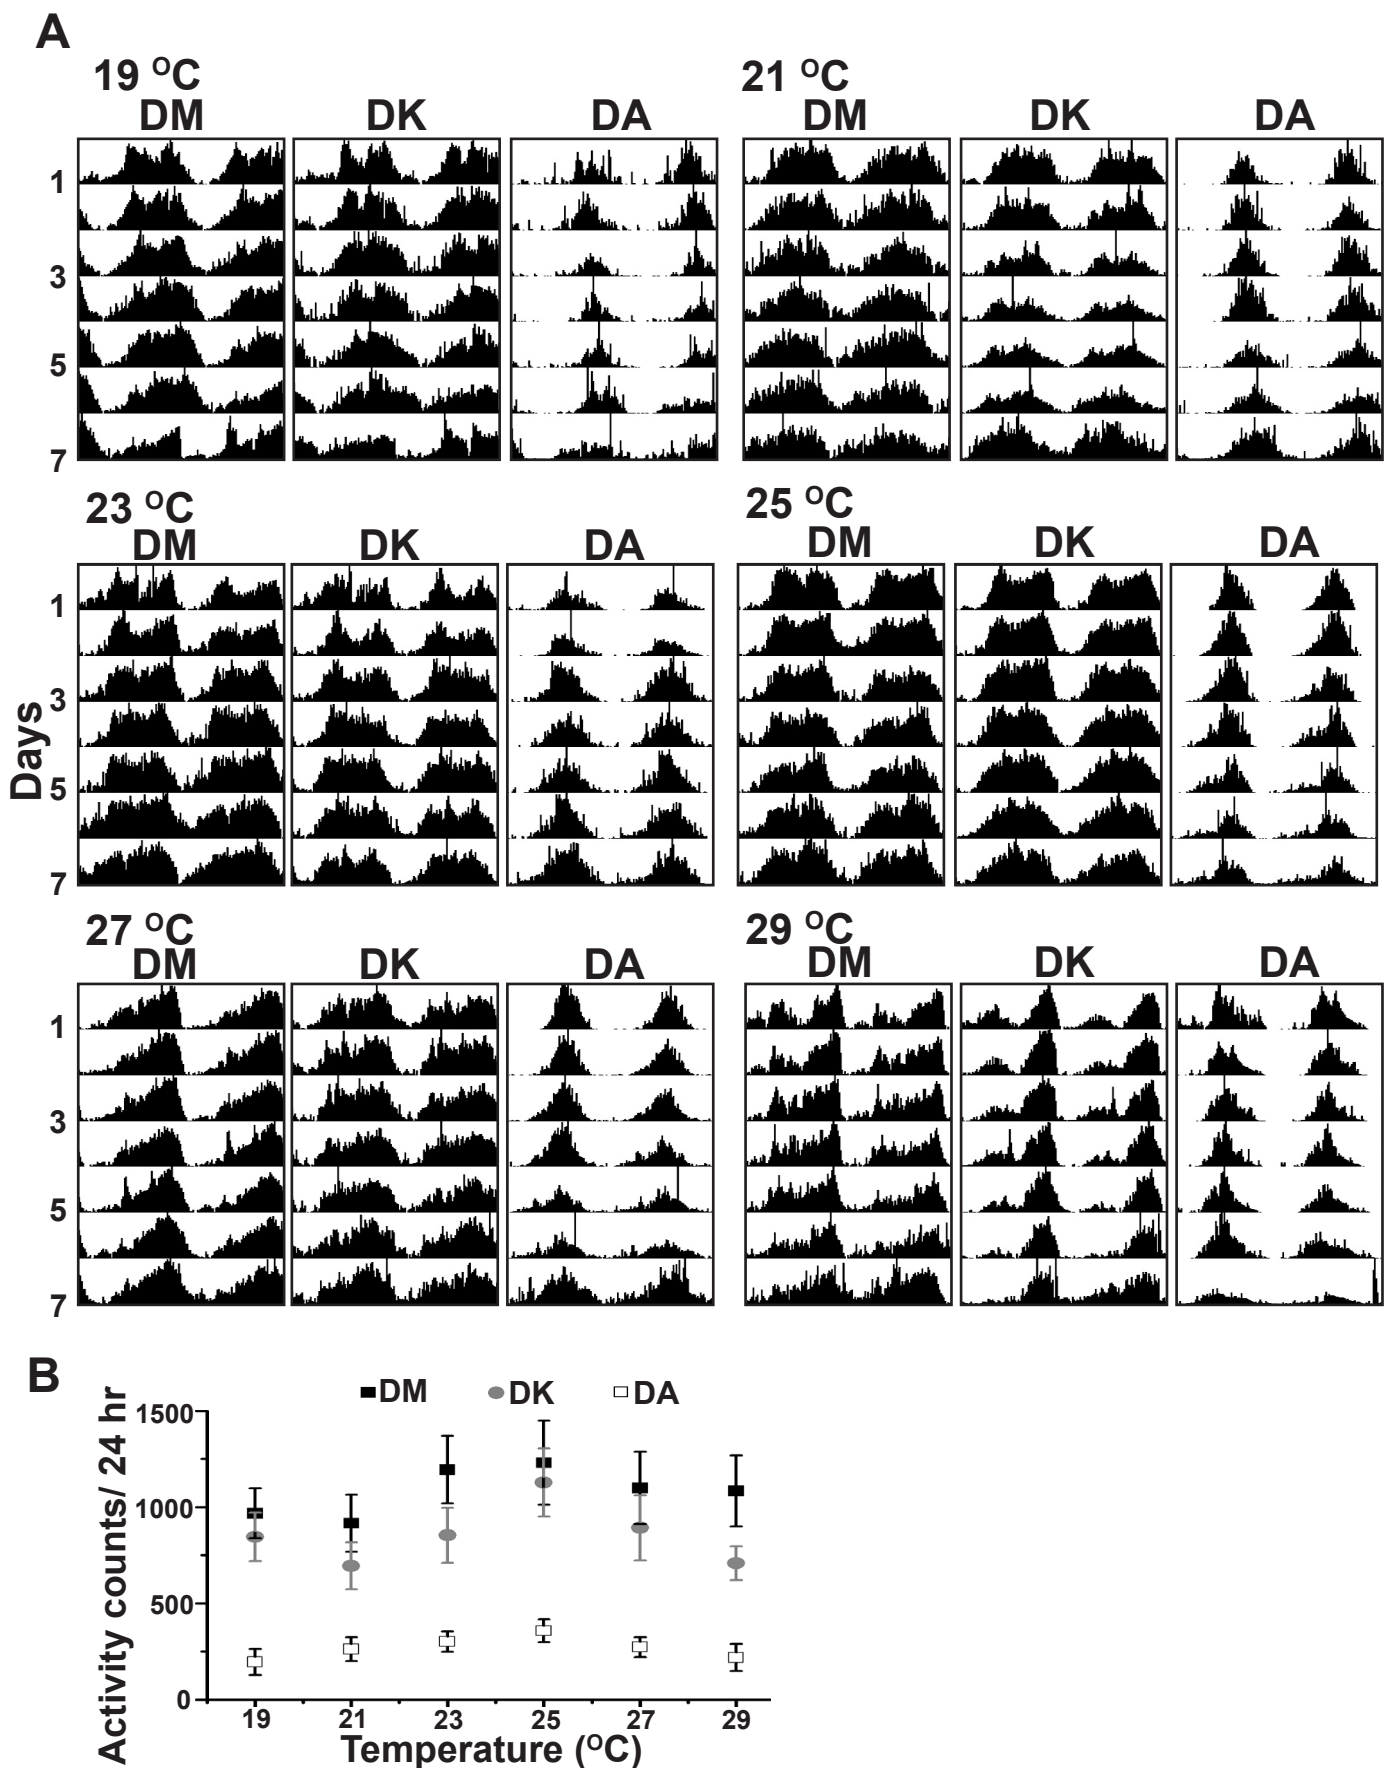 A
19 °C
DM DK DA
1
3
5
7
21 °C
DM DK DA
23 °C
DM DK DA
1
3
5
7
25 °C
DM DK DA
Days
27 °C
DM DK DA
1
3
5
7
29 °C
DM DK DA
B
DM DK DA
Activity counts/ 24 hr
1500
1000
500
0
19 21 23 25 27 29
Temperature (°C)